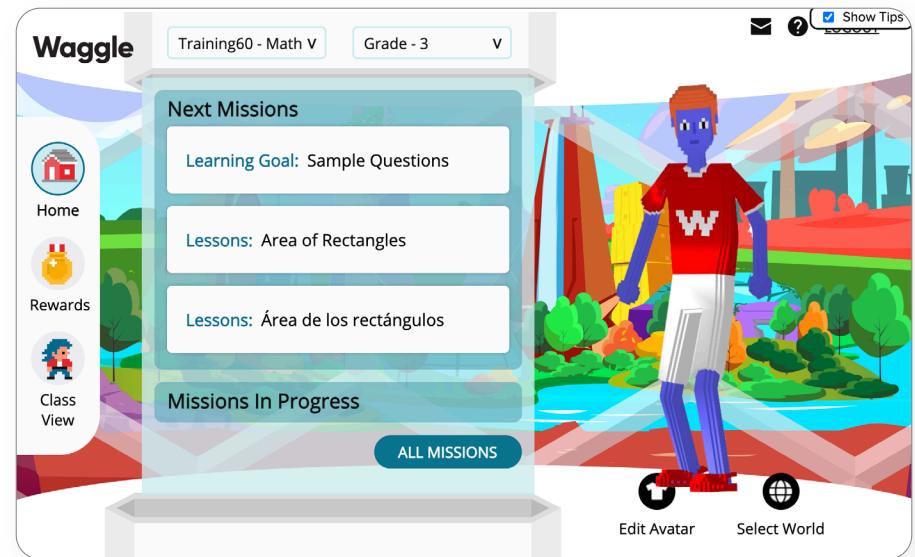 Show Tips
LOGOUT
Waggle
Training60 - Math V
Grade - 3 V
Next Missions
Learning Goal: Sample Questions
Lessons: Area of Rectangles
Lessons: Área de los rectángulos
Missions In Progress
ALL MISSIONS
Home
Rewards
Class
View
W
Edit Avatar
Select World